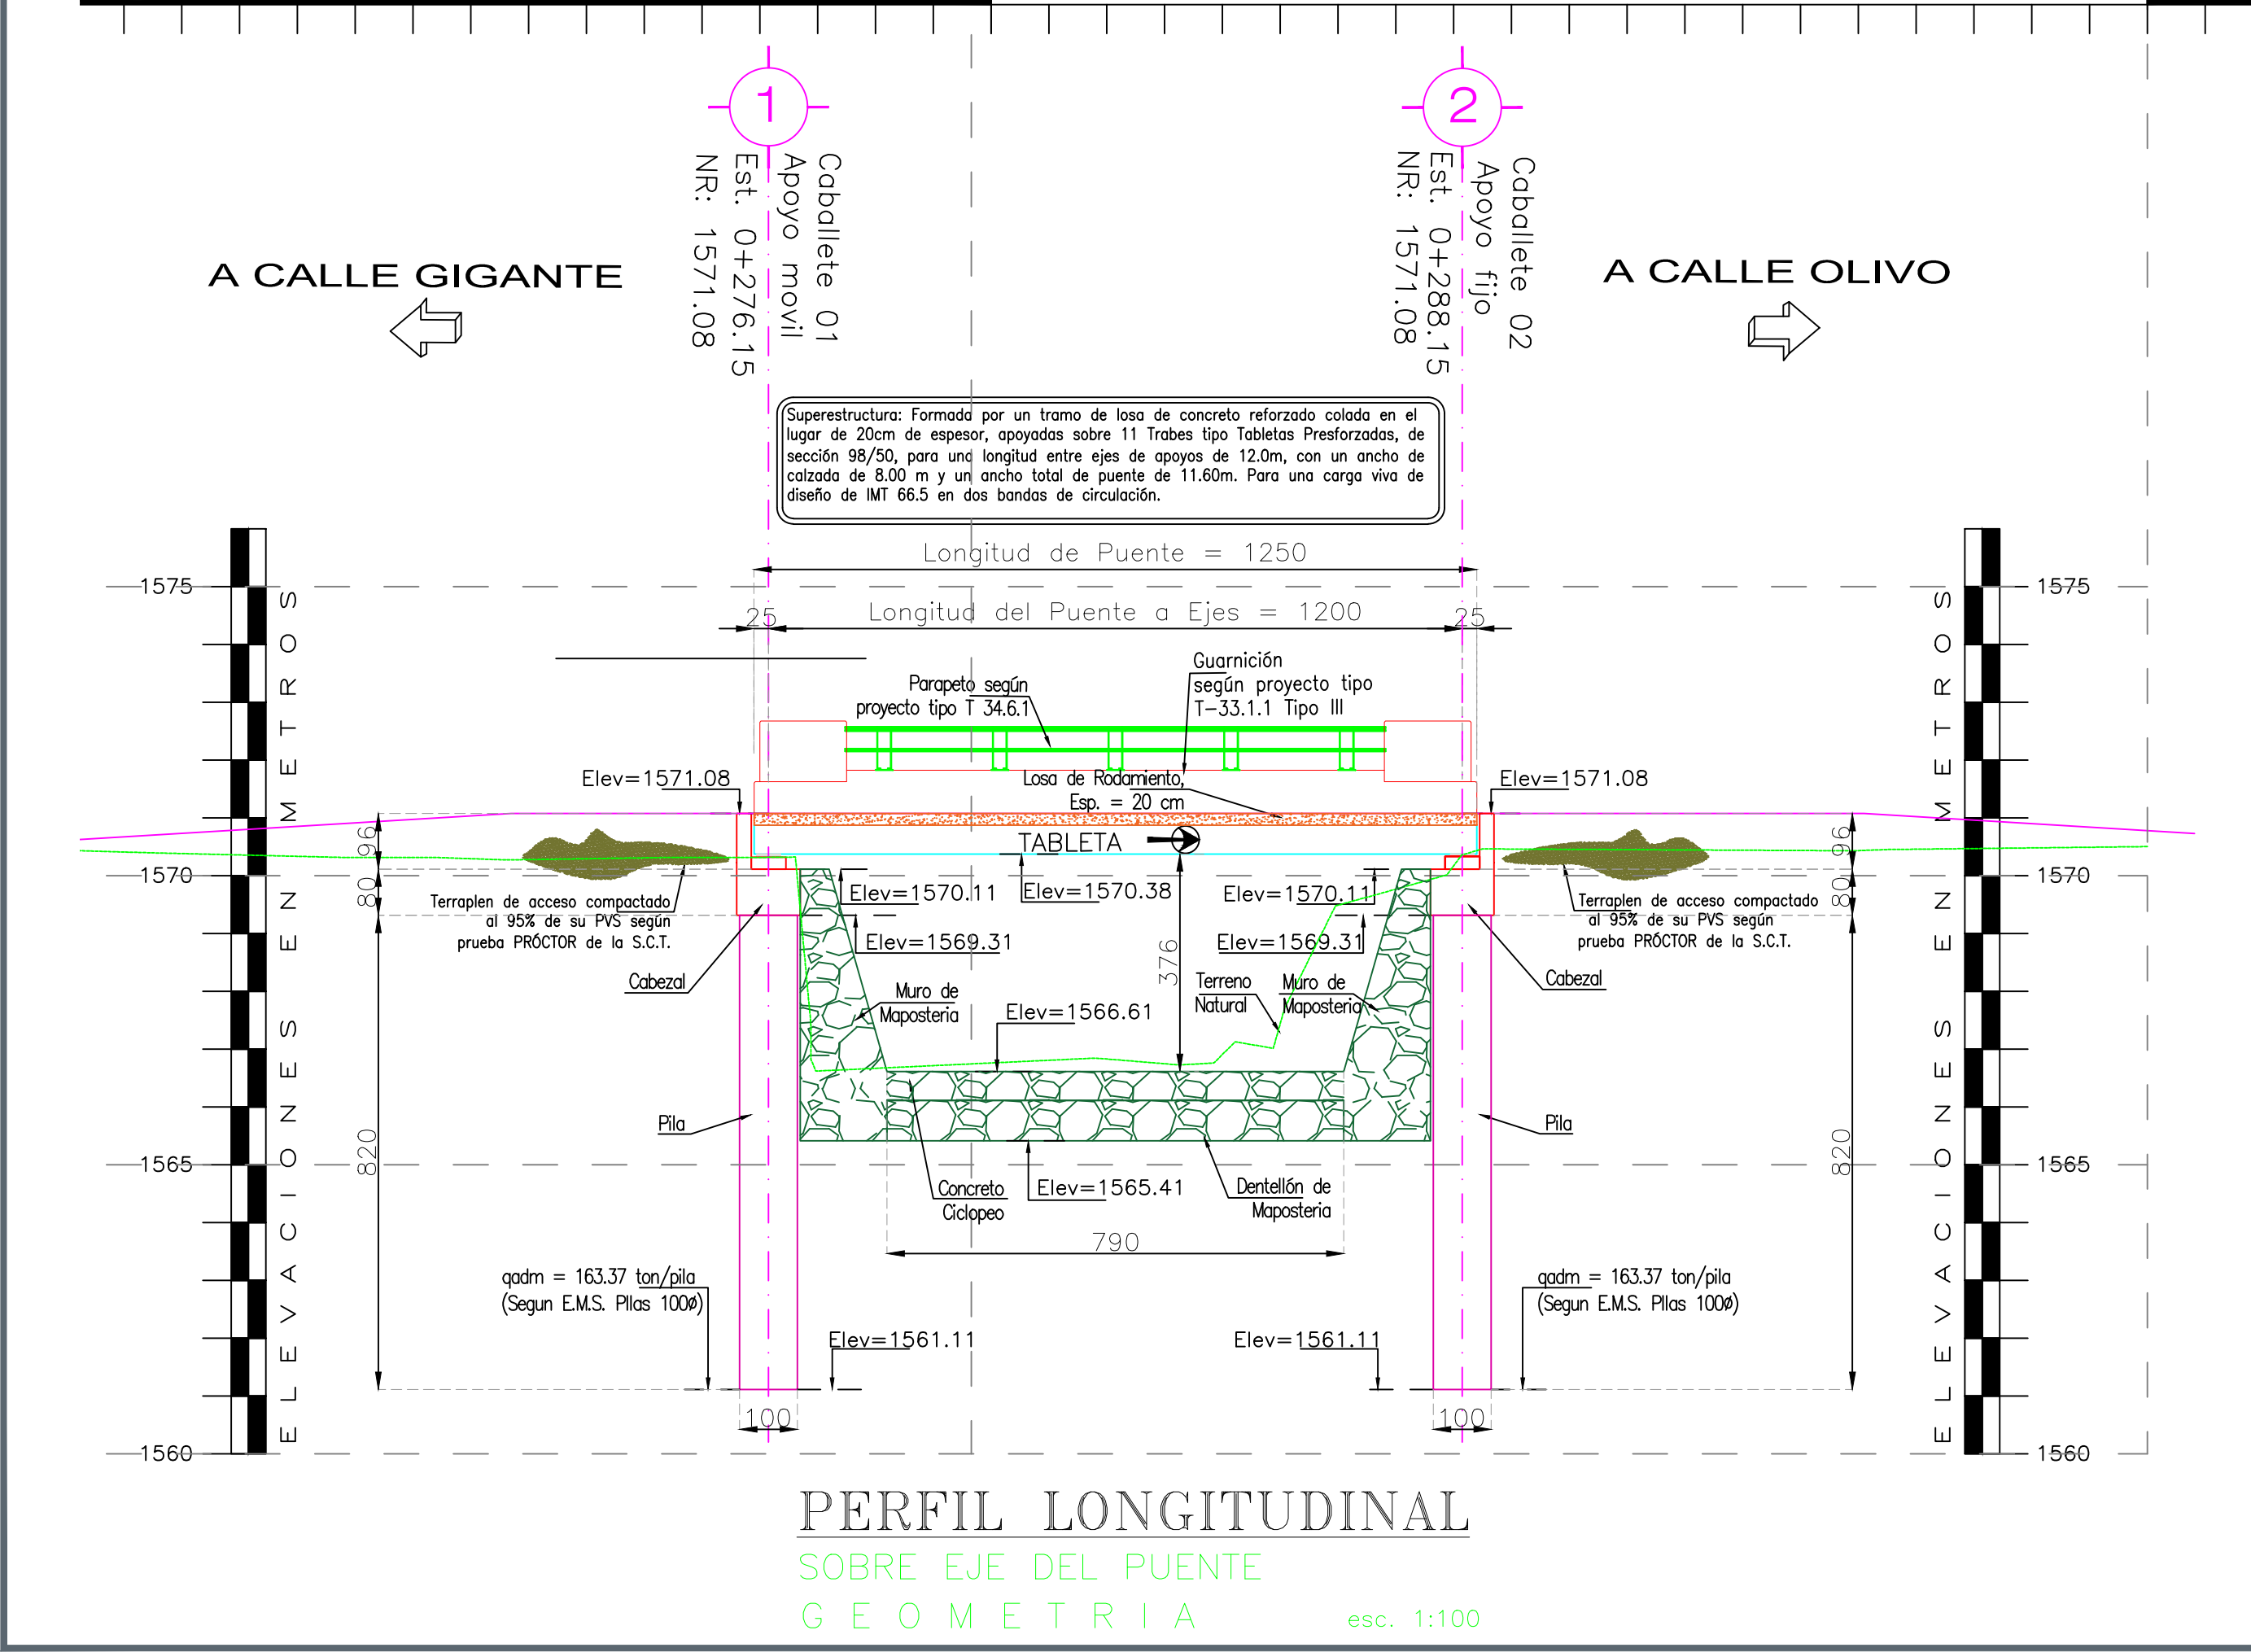 1
2
Caballete 01
Apoyo movil
Est. 0+276.15
NR: 1571.08
Caballete 02
Apoyo fijo
Est. 0+288.15
NR: 1571.08
A CALLE GIGANTE
A CALLE OLIVO
Superestructura: Formada por un tramo de losa de concreto reforzado colada en el
lugar de 20cm de espesor, apoyadas sobre 11 Trabes tipo Tabletas Presforzadas, de
sección 98/50, para una longitud entre ejes de apoyos de 12.0m, con un ancho de
calzada de 8.00 m y un ancho total de puente de 11.60m. Para una carga viva de
diseño de IMT 66.5 en dos bandas de circulación.
Longitud de Puente = 1250
1575
1575
25
Longitud del Puente a Ejes = 1200
25
Parapeto según
proyecto tipo T 34.6.1
Guarnición
según proyecto tipo
T-33.1.1 Tipo III
Elev=1571.08
Losa de Rodamiento,
Esp. = 20 cm
Elev=1571.08
96
TABLETA
96
1570
1570
80
80
Elev=1570.11
Elev=1570.38
Elev=1570.11
Terraplen de acceso compactado
al 95% de su PVS según
prueba PRÓCTOR de la S.C.T.
Terraplen de acceso compactado
al 95% de su PVS según
prueba PRÓCTOR de la S.C.T.
Elev=1569.31
376
Elev=1569.31
Cabezal
Cabezal
Muro de
Maposteria
Terreno
Natural
Muro de
Maposteria
Elev=1566.61
Pila
Pila
820
820
1565
1565
Concreto
Ciclopeo
Elev=1565.41
Dentellón de
Maposteria
790
qadm = 163.37 ton/pila
(Segun E.M.S. PIlas 100Ø)
qadm = 163.37 ton/pila
(Segun E.M.S. PIlas 100Ø)
Elev=1561.11
Elev=1561.11
100
100
1560
1560
ELEVACIONES EN METROS
ELEVACIONES EN METROS
PERFIL LONGITUDINAL
SOBRE EJE DEL PUENTE
GEOMETRIA esc. 1:100